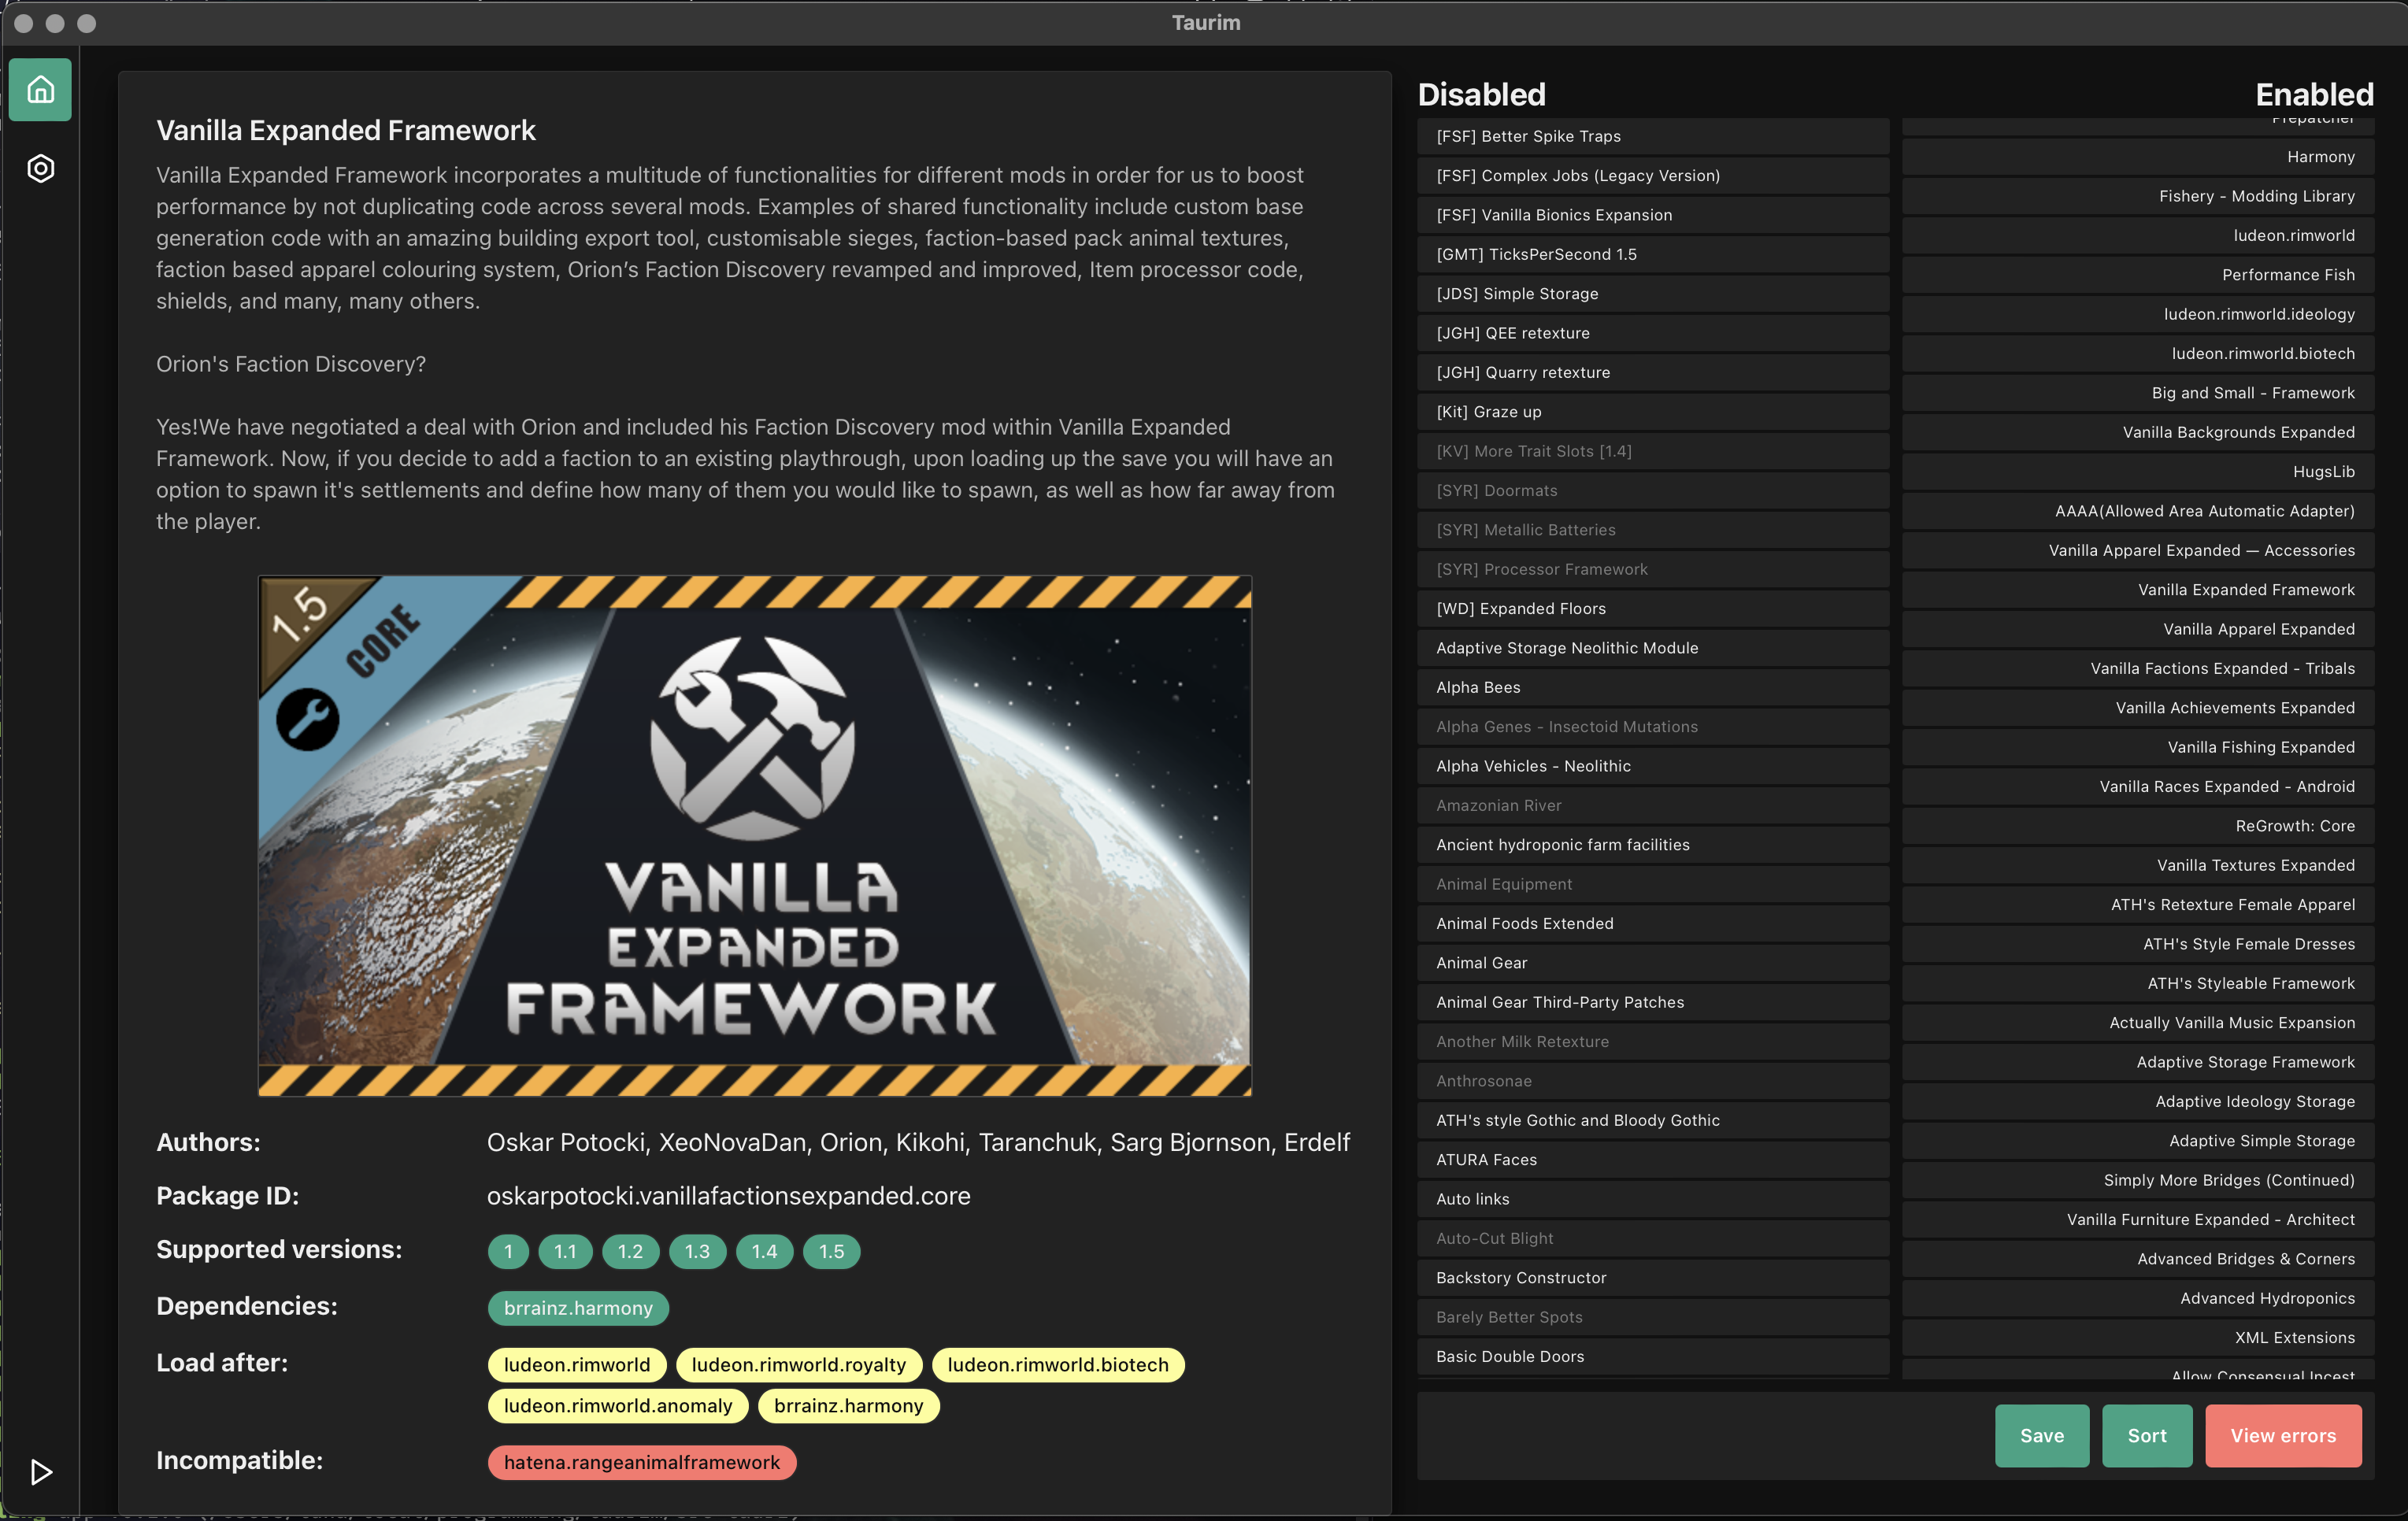 Taurim
Vanilla Expanded Framework
Vanilla Expanded Framework incorporates a multitude of functionalities for different mods in order for us to boost
performance by not duplicating code across several mods. Examples of shared functionality include custom base
generation code with an amazing building export tool, customisable sieges, faction-based pack animal textures,
faction based apparel colouring system, Orion’s Faction Discovery revamped and improved, Item processor code,
shields, and many, many others.
Orion's Faction Discovery?
Yes!We have negotiated a deal with Orion and included his Faction Discovery mod within Vanilla Expanded
Framework. Now, if you decide to add a faction to an existing playthrough, upon loading up the save you will have an
option to spawn it's settlements and define how many of them you would like to spawn, as well as how far away from
the player.
1.5
CORE
VANILLA
EXPANDED
FRAMEWORK
Authors: Oskar Potocki, XeoNovaDan, Orion, Kikohi, Taranchuk, Sarg Bjornson, Erdelf
Package ID: oskarpotocki.vanillafactionsexpanded.core
Supported versions: 1 1.1 1.2 1.3 1.4 1.5
Dependencies: brrainz.harmony
Load after: ludeon.rimworld ludeon.rimworld.royalty ludeon.rimworld.biotech
ludeon.rimworld.anomaly brrainz.harmony
Incompatible: hatena.rangeanimalframework
Disabled
[FSF] Better Spike Traps
[FSF] Complex Jobs (Legacy Version)
[FSF] Vanilla Bionics Expansion
[GMT] TicksPerSecond 1.5
[JDS] Simple Storage
[JGH] QEE retexture
[JGH] Quarry retexture
[Kit] Graze up
[KV] More Trait Slots [1.4]
[SYR] Doormats
[SYR] Metallic Batteries
[SYR] Processor Framework
[WD] Expanded Floors
Adaptive Storage Neolithic Module
Alpha Bees
Alpha Genes - Insectoid Mutations
Alpha Vehicles - Neolithic
Amazonian River
Ancient hydroponic farm facilities
Animal Equipment
Animal Foods Extended
Animal Gear
Animal Gear Third-Party Patches
Another Milk Retexture
Anthrosonae
ATH's style Gothic and Bloody Gothic
ATURA Faces
Auto links
Auto-Cut Blight
Backstory Constructor
Barely Better Spots
Basic Double Doors
Enabled
Prepatcher
Harmony
Fishery - Modding Library
ludeon.rimworld
Performance Fish
ludeon.rimworld.ideology
ludeon.rimworld.biotech
Big and Small - Framework
Vanilla Backgrounds Expanded
HugsLib
AAAA(Allowed Area Automatic Adapter)
Vanilla Apparel Expanded — Accessories
Vanilla Expanded Framework
Vanilla Apparel Expanded
Vanilla Factions Expanded - Tribals
Vanilla Achievements Expanded
Vanilla Fishing Expanded
Vanilla Races Expanded - Android
ReGrowth: Core
Vanilla Textures Expanded
ATH's Retexture Female Apparel
ATH's Style Female Dresses
ATH's Styleable Framework
Actually Vanilla Music Expansion
Adaptive Storage Framework
Adaptive Ideology Storage
Adaptive Simple Storage
Simply More Bridges (Continued)
Vanilla Furniture Expanded - Architect
Advanced Bridges & Corners
Advanced Hydroponics
XML Extensions
Allow Consensual Incest
Save Sort View errors